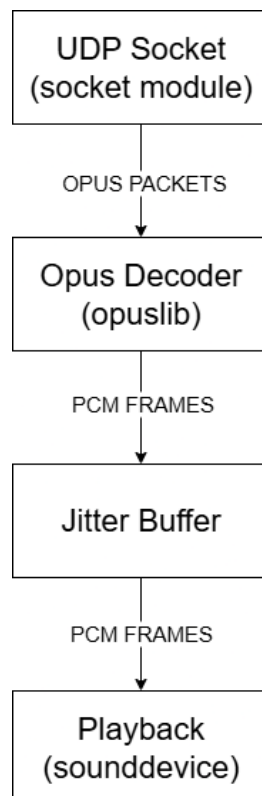 UDP Socket
(socket module)
OPUS PACKETS
Opus Decoder
(opuslib)
PCM FRAMES
Jitter Buffer
PCM FRAMES
Playback
(sounddevice)